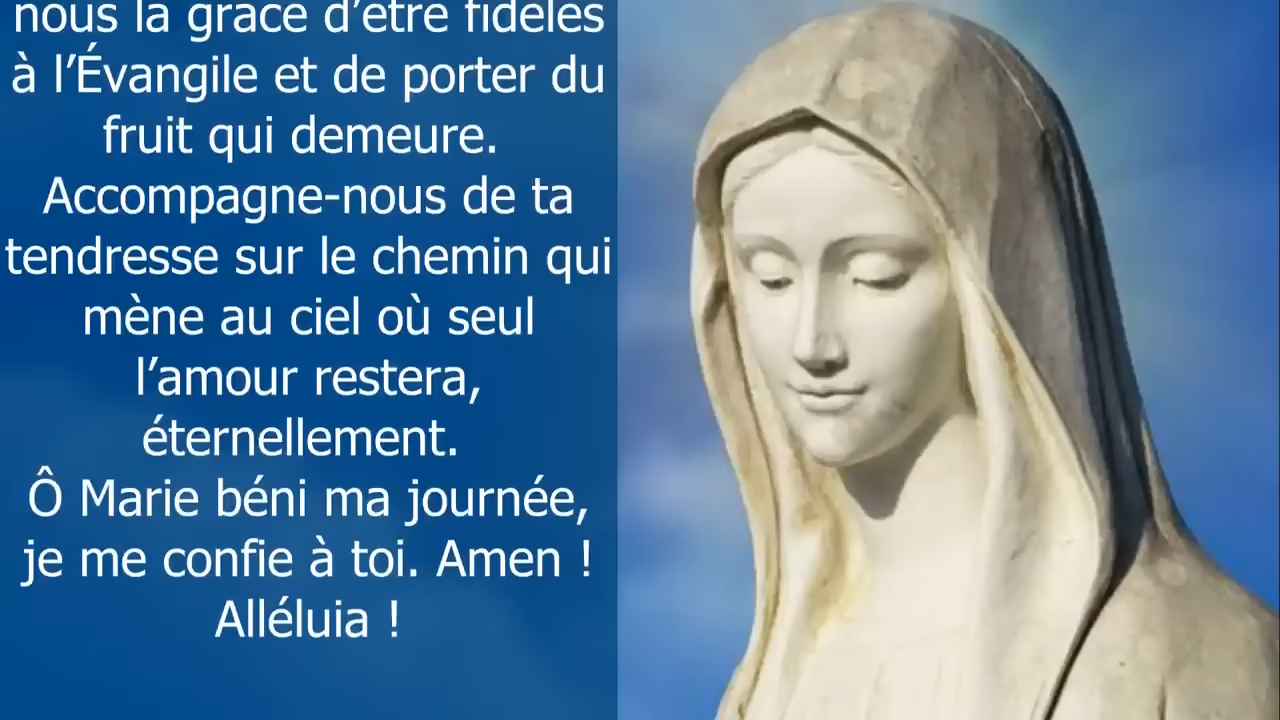 nous la grâce d’être fidèles
à l’Évangile et de porter du
fruit qui demeure.
Accompagne-nous de ta
tendresse sur le chemin qui
mène au ciel où seul
l’amour restera,
éternellement.
Ô Marie béni ma journée,
je me confie à toi. Amen !
Alléluia !